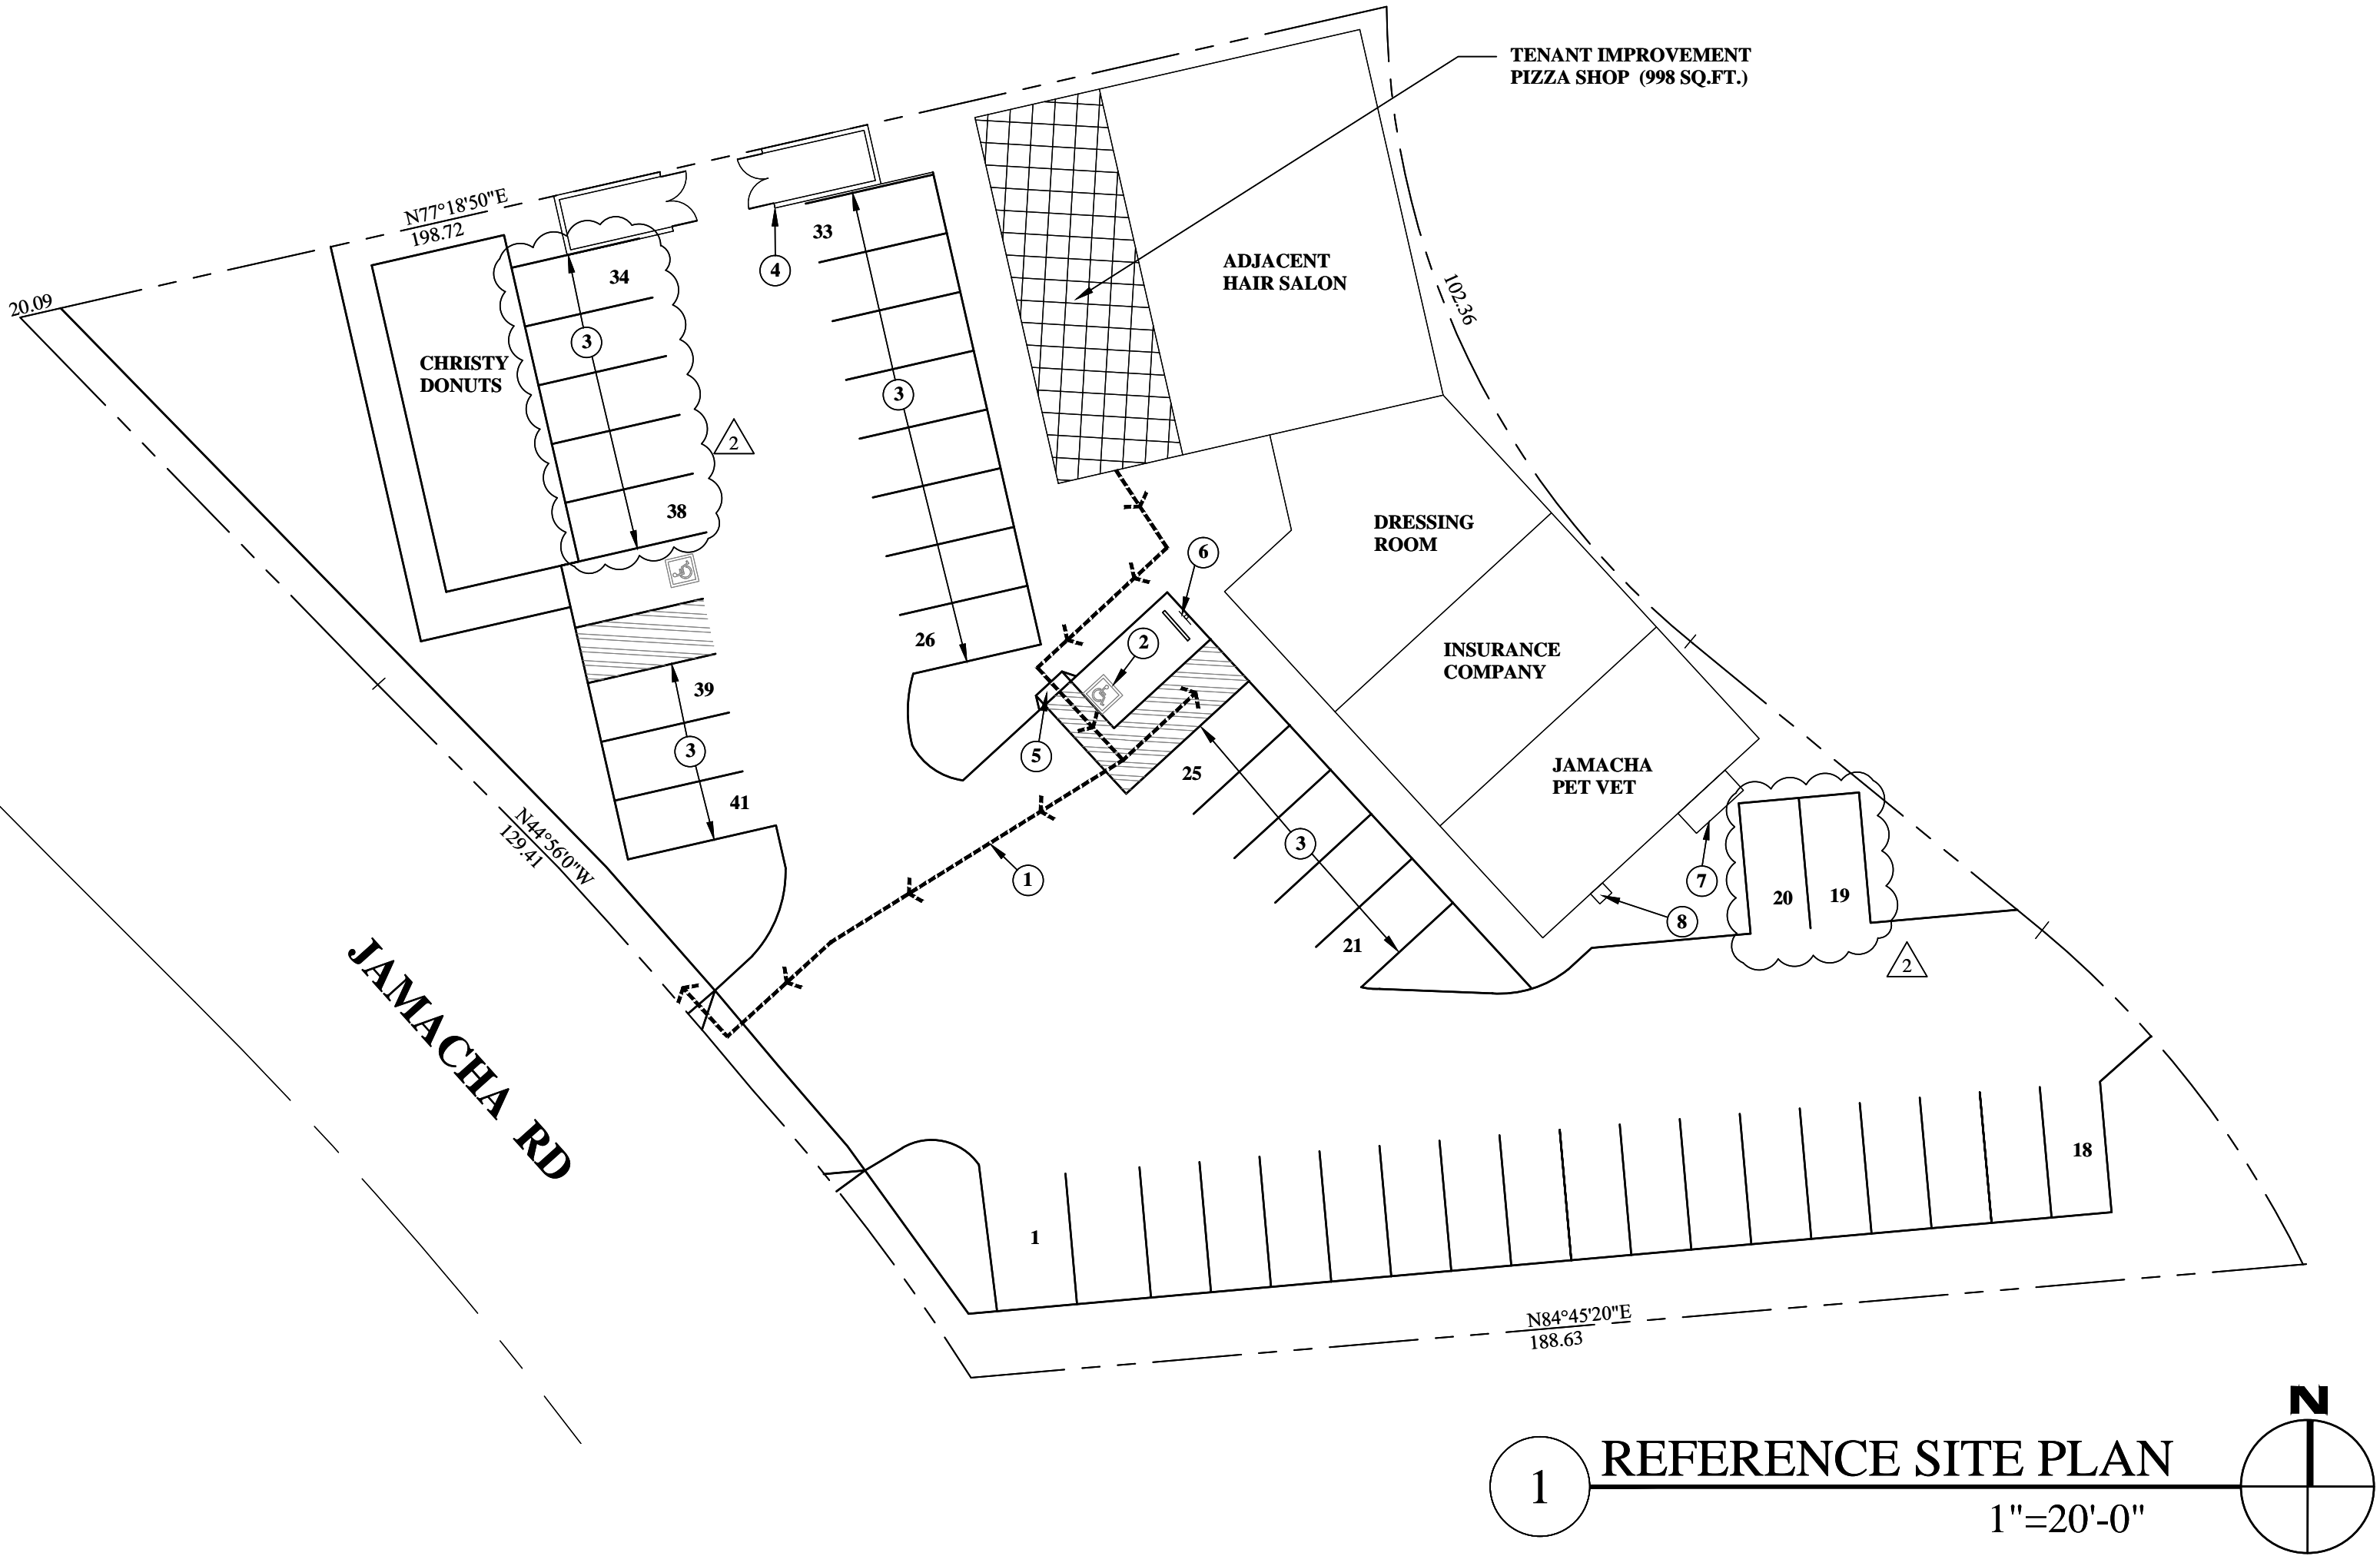 TENANT IMPROVEMENT
PIZZA SHOP (998 SQ.FT.)
N77°18'50"E
198.72
33
34
4
ADJACENT
HAIR SALON
20.09
102.36
3
CHRISTY
DONUTS
3
2
38
DRESSING
ROOM
6
26
2
INSURANCE
COMPANY
39
3
5
25
JAMACHA
PET VET
41
N44°56'0"W
129.41
1
3
7
20
19
8
21
2
JAMACHA RD
18
1
N84°45'20"E
188.63
N
1
REFERENCE SITE PLAN
1"=20'-0"